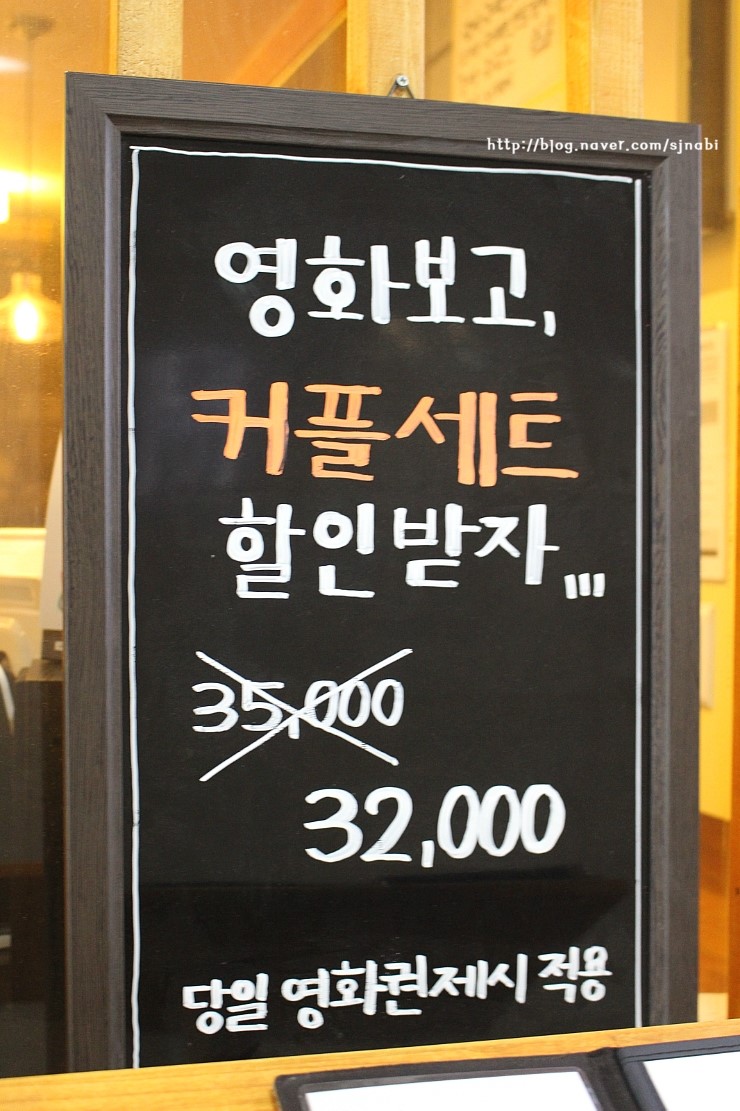 http://blog.naver.com/sjnabi
영화보고,
커플세트
할인받자...
35,000
32,000
당일 영화권제시 적용